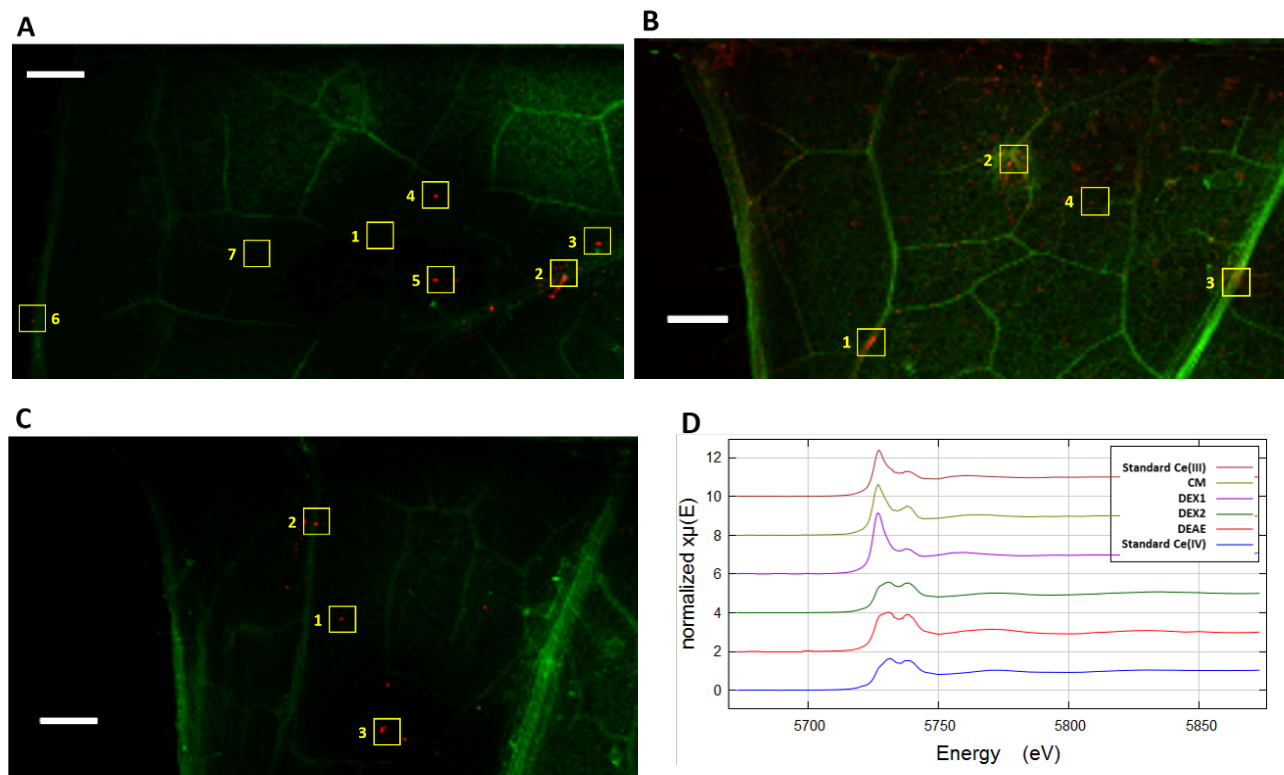 A
4
1
7
3
5
2
6
B
2
4
3
1
C
2
1
3
D
normalized xμ(E)
12
10
8
6
4
2
0
Standard Ce(III)
CM
DEX1
DEX2
DEAE
Standard Ce(IV)
5700
5750
5800
5850
Energy (eV)